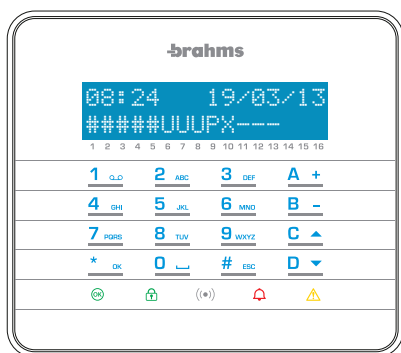 brahms
08:24 19/03/13
#####UUUPX---
1 2 3 4 5 6 7 8 9 10 11 12 13 14 15 16
1 2 ABC 3 DEF A +
4 GHI 5 JKL 6 MNO B -
7 PQRS 8 TUV 9 WXYZ C
* OK 0 # ESC D
OK